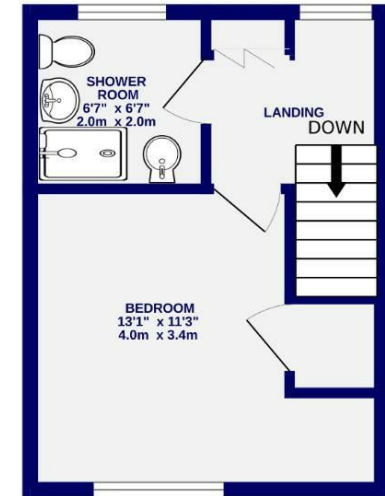 SHOWER
ROOM
6'7" x 6'7"
2.0m x 2.0m
LANDING
DOWN
BEDROOM
13'1" x 11'3"
4.0m x 3.4m